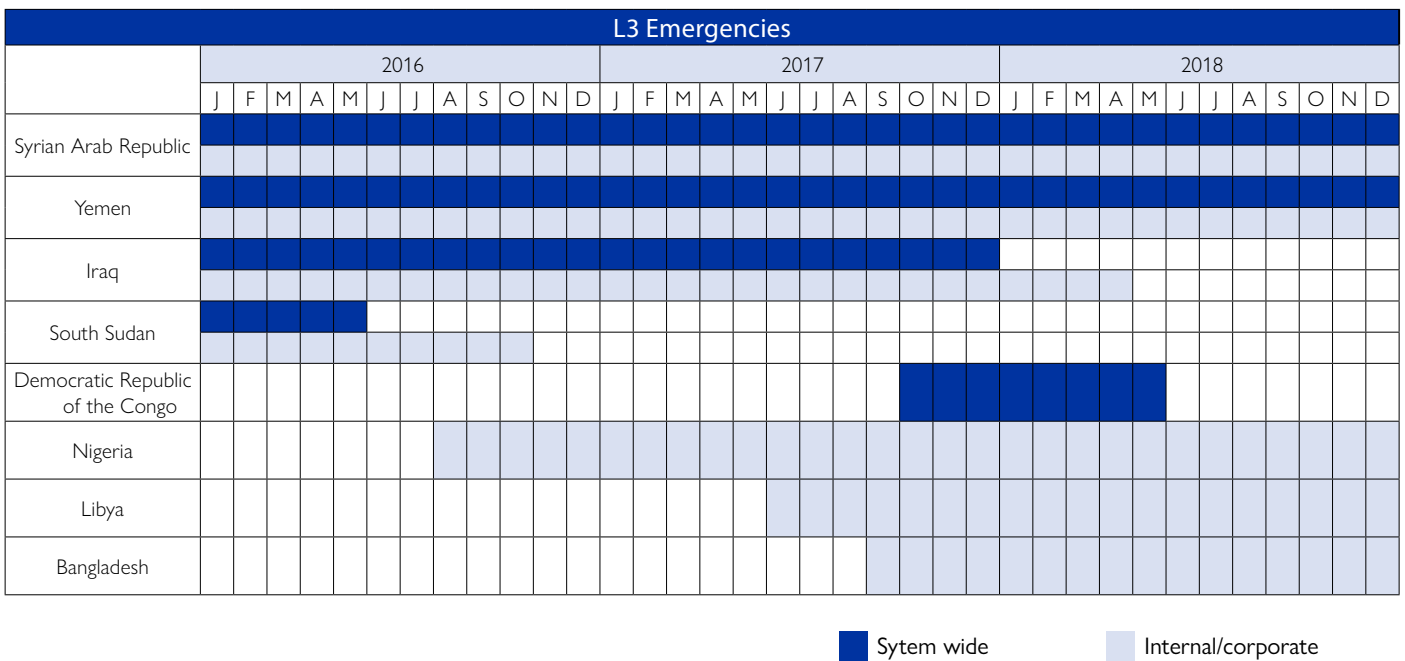 L3 Emergencies
2016 2017 2018
J F M A M J J A S O N D J F M A M J J A S O N D J F M A M J J A S O N D
Syrian Arab Republic
Yemen
Iraq
South Sudan
Democratic Republic
of the Congo
Nigeria
Libya
Bangladesh
Sytem wide Internal/corporate